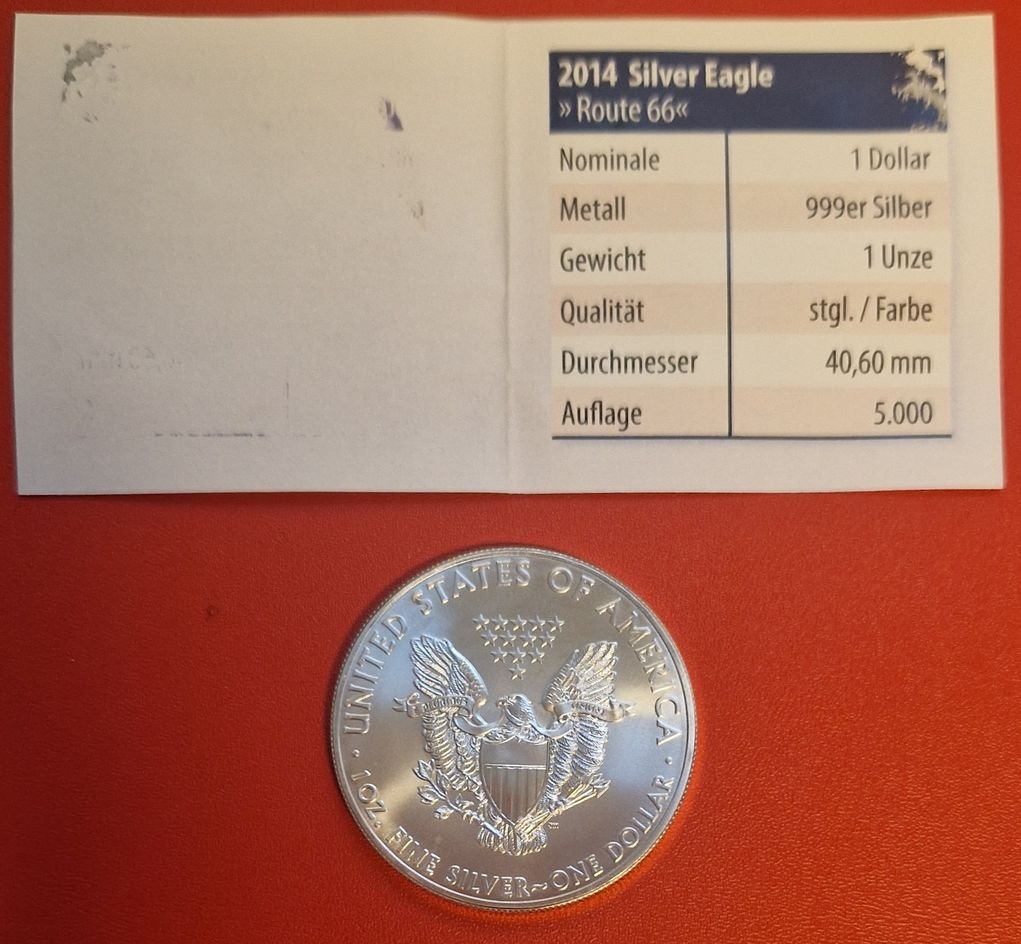 2014 Silver Eagle
» Route 66«
Nominale 1 Dollar
Metall 999er Silber
Gewicht 1 Unze
Qualität stgl. / Farbe
Durchmesser 40,60 mm
Auflage 5.000
· UNITED STATES OF AMERICA ·
1 OZ. FINE SILVER~ONE DOLLAR